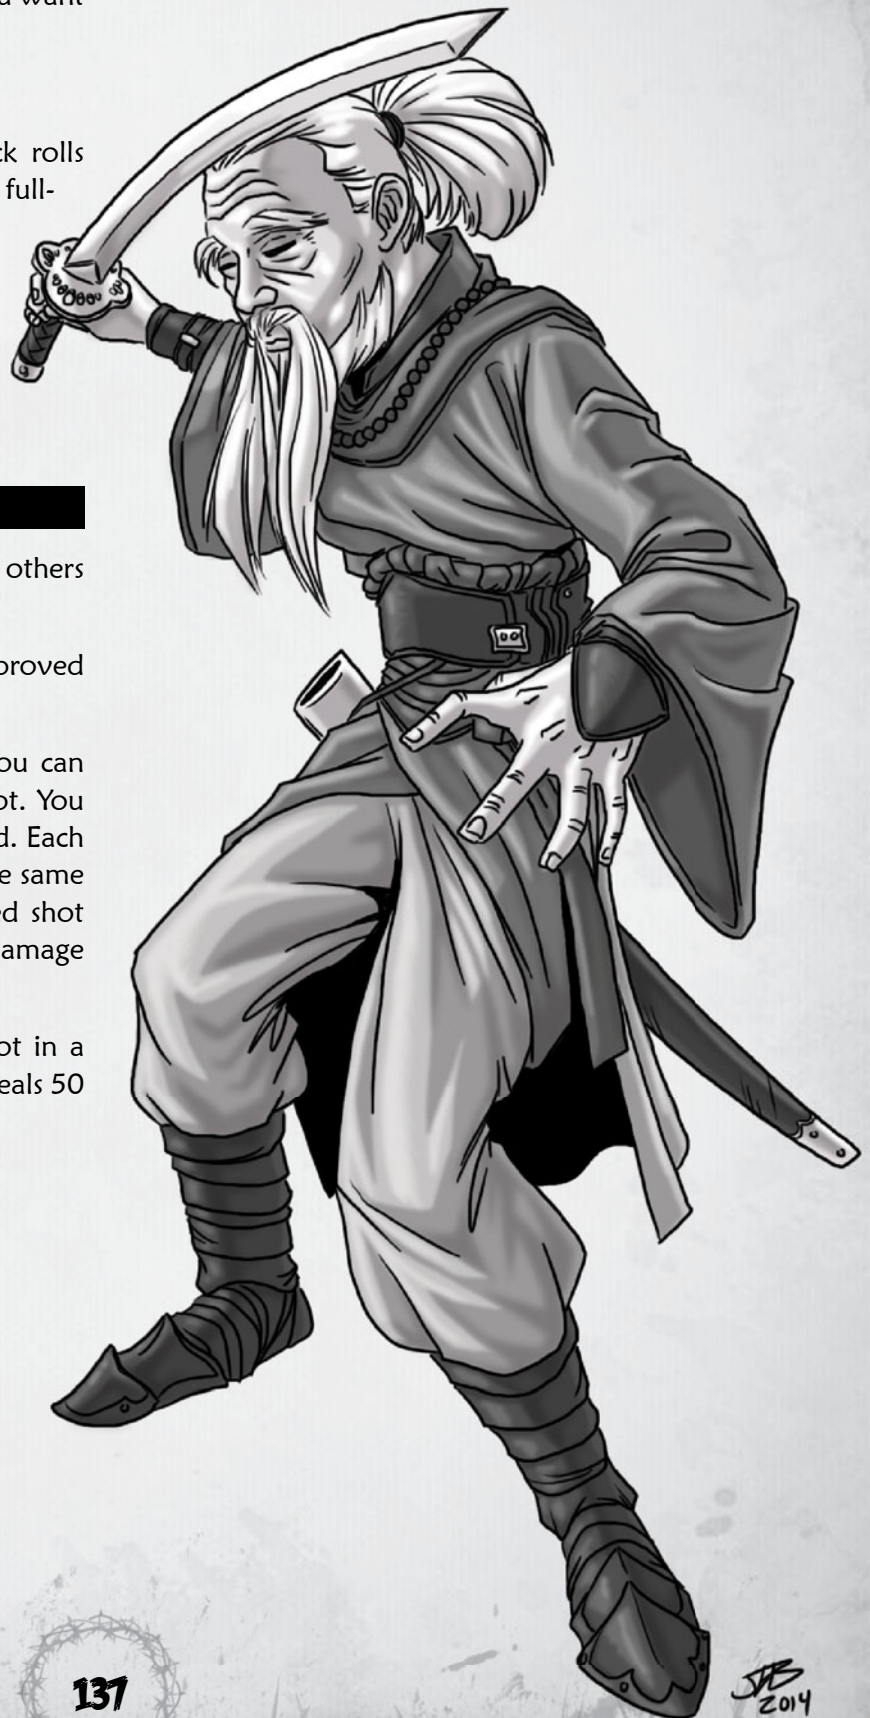 u want
ck rolls
full-
others
proved
ou can
ot. You
d. Each
e same
ed shot
amage
ot in a
eals 50
137
2014